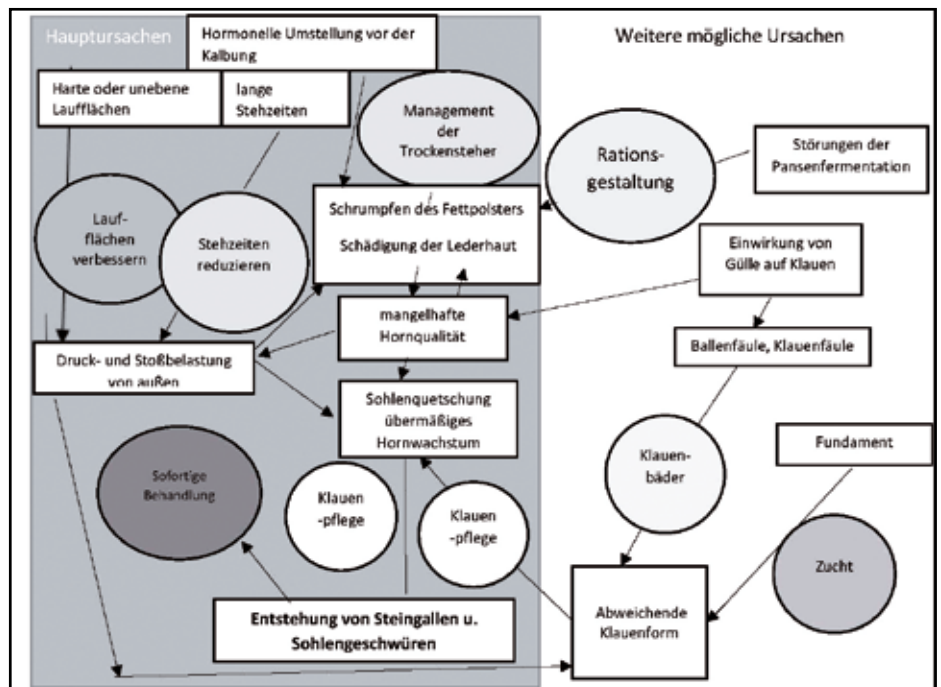 Hauptursachen
Hormonelle Umstellung vor der
Kalbung
Weitere mögliche Ursachen
Harte oder unebene
Laufflächen
lange
Stehzeiten
Management
der
Trockensteher
Rations-
gestaltung
Störungen der
Pansenfermentation
Schrumpfen des Fettpolsters
Schädigung der Lederhaut
Lauf-
flächen
verbessern
Stehzeiten
reduzieren
Einwirkung von
Gülle auf Klauen
mangelhafte
Hornqualität
Ballenfäule, Klauenfäule
Druck- und Stoßbelastung
von außen
Sohlenquetschung
übermäßiges
Hornwachstum
Fundament
Klauen-
bäder
Sofortige
Behandlung
Klauen
-pflege
Klauen
-pflege
Zucht
Entstehung von Steingallen u.
Sohlengeschwüren
Abweichende
Klauenform